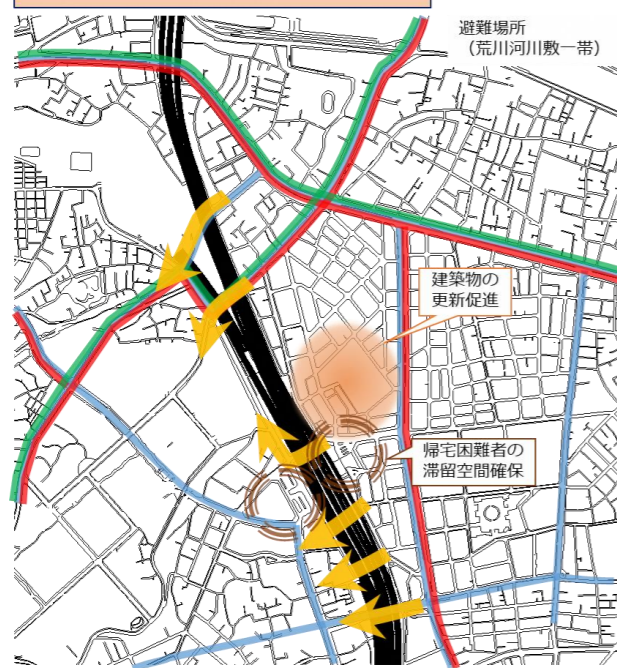 避難場所
（荒川河川敷一帯）
建築物の
更新促進
帰宅困難者の
滞留空間確保